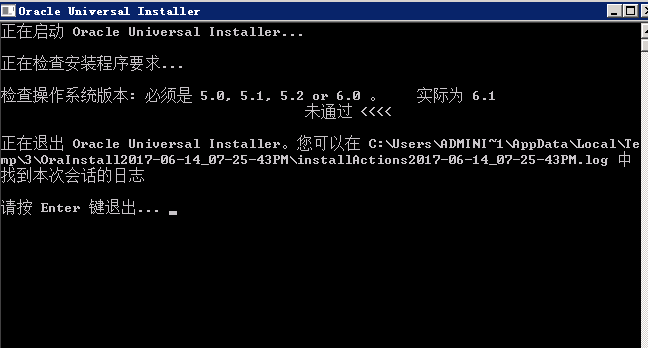 Oracle Universal Installer
正在启动 Oracle Universal Installer...
正在检查安装程序要求...
检查操作系统版本: 必须是 5.0, 5.1, 5.2 or 6.0 。 实际为 6.1
未通过 <<<<
正在退出 Oracle Universal Installer。您可以在 C:\Users\ADMINI~1\AppData\Local\Te
mp\3\OraInstall2017-06-14_07-25-43PM\installActions2017-06-14_07-25-43PM.log 中
找到本次会话的日志
请按 Enter 键退出...